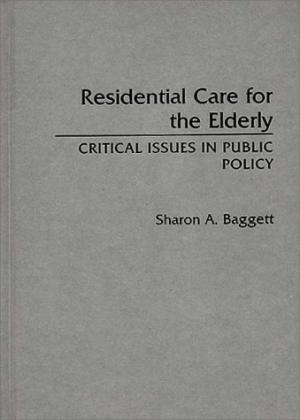 Residential Care for
the Elderly
CRITICAL ISSUES IN PUBLIC
POLICY
Sharon A. Baggett